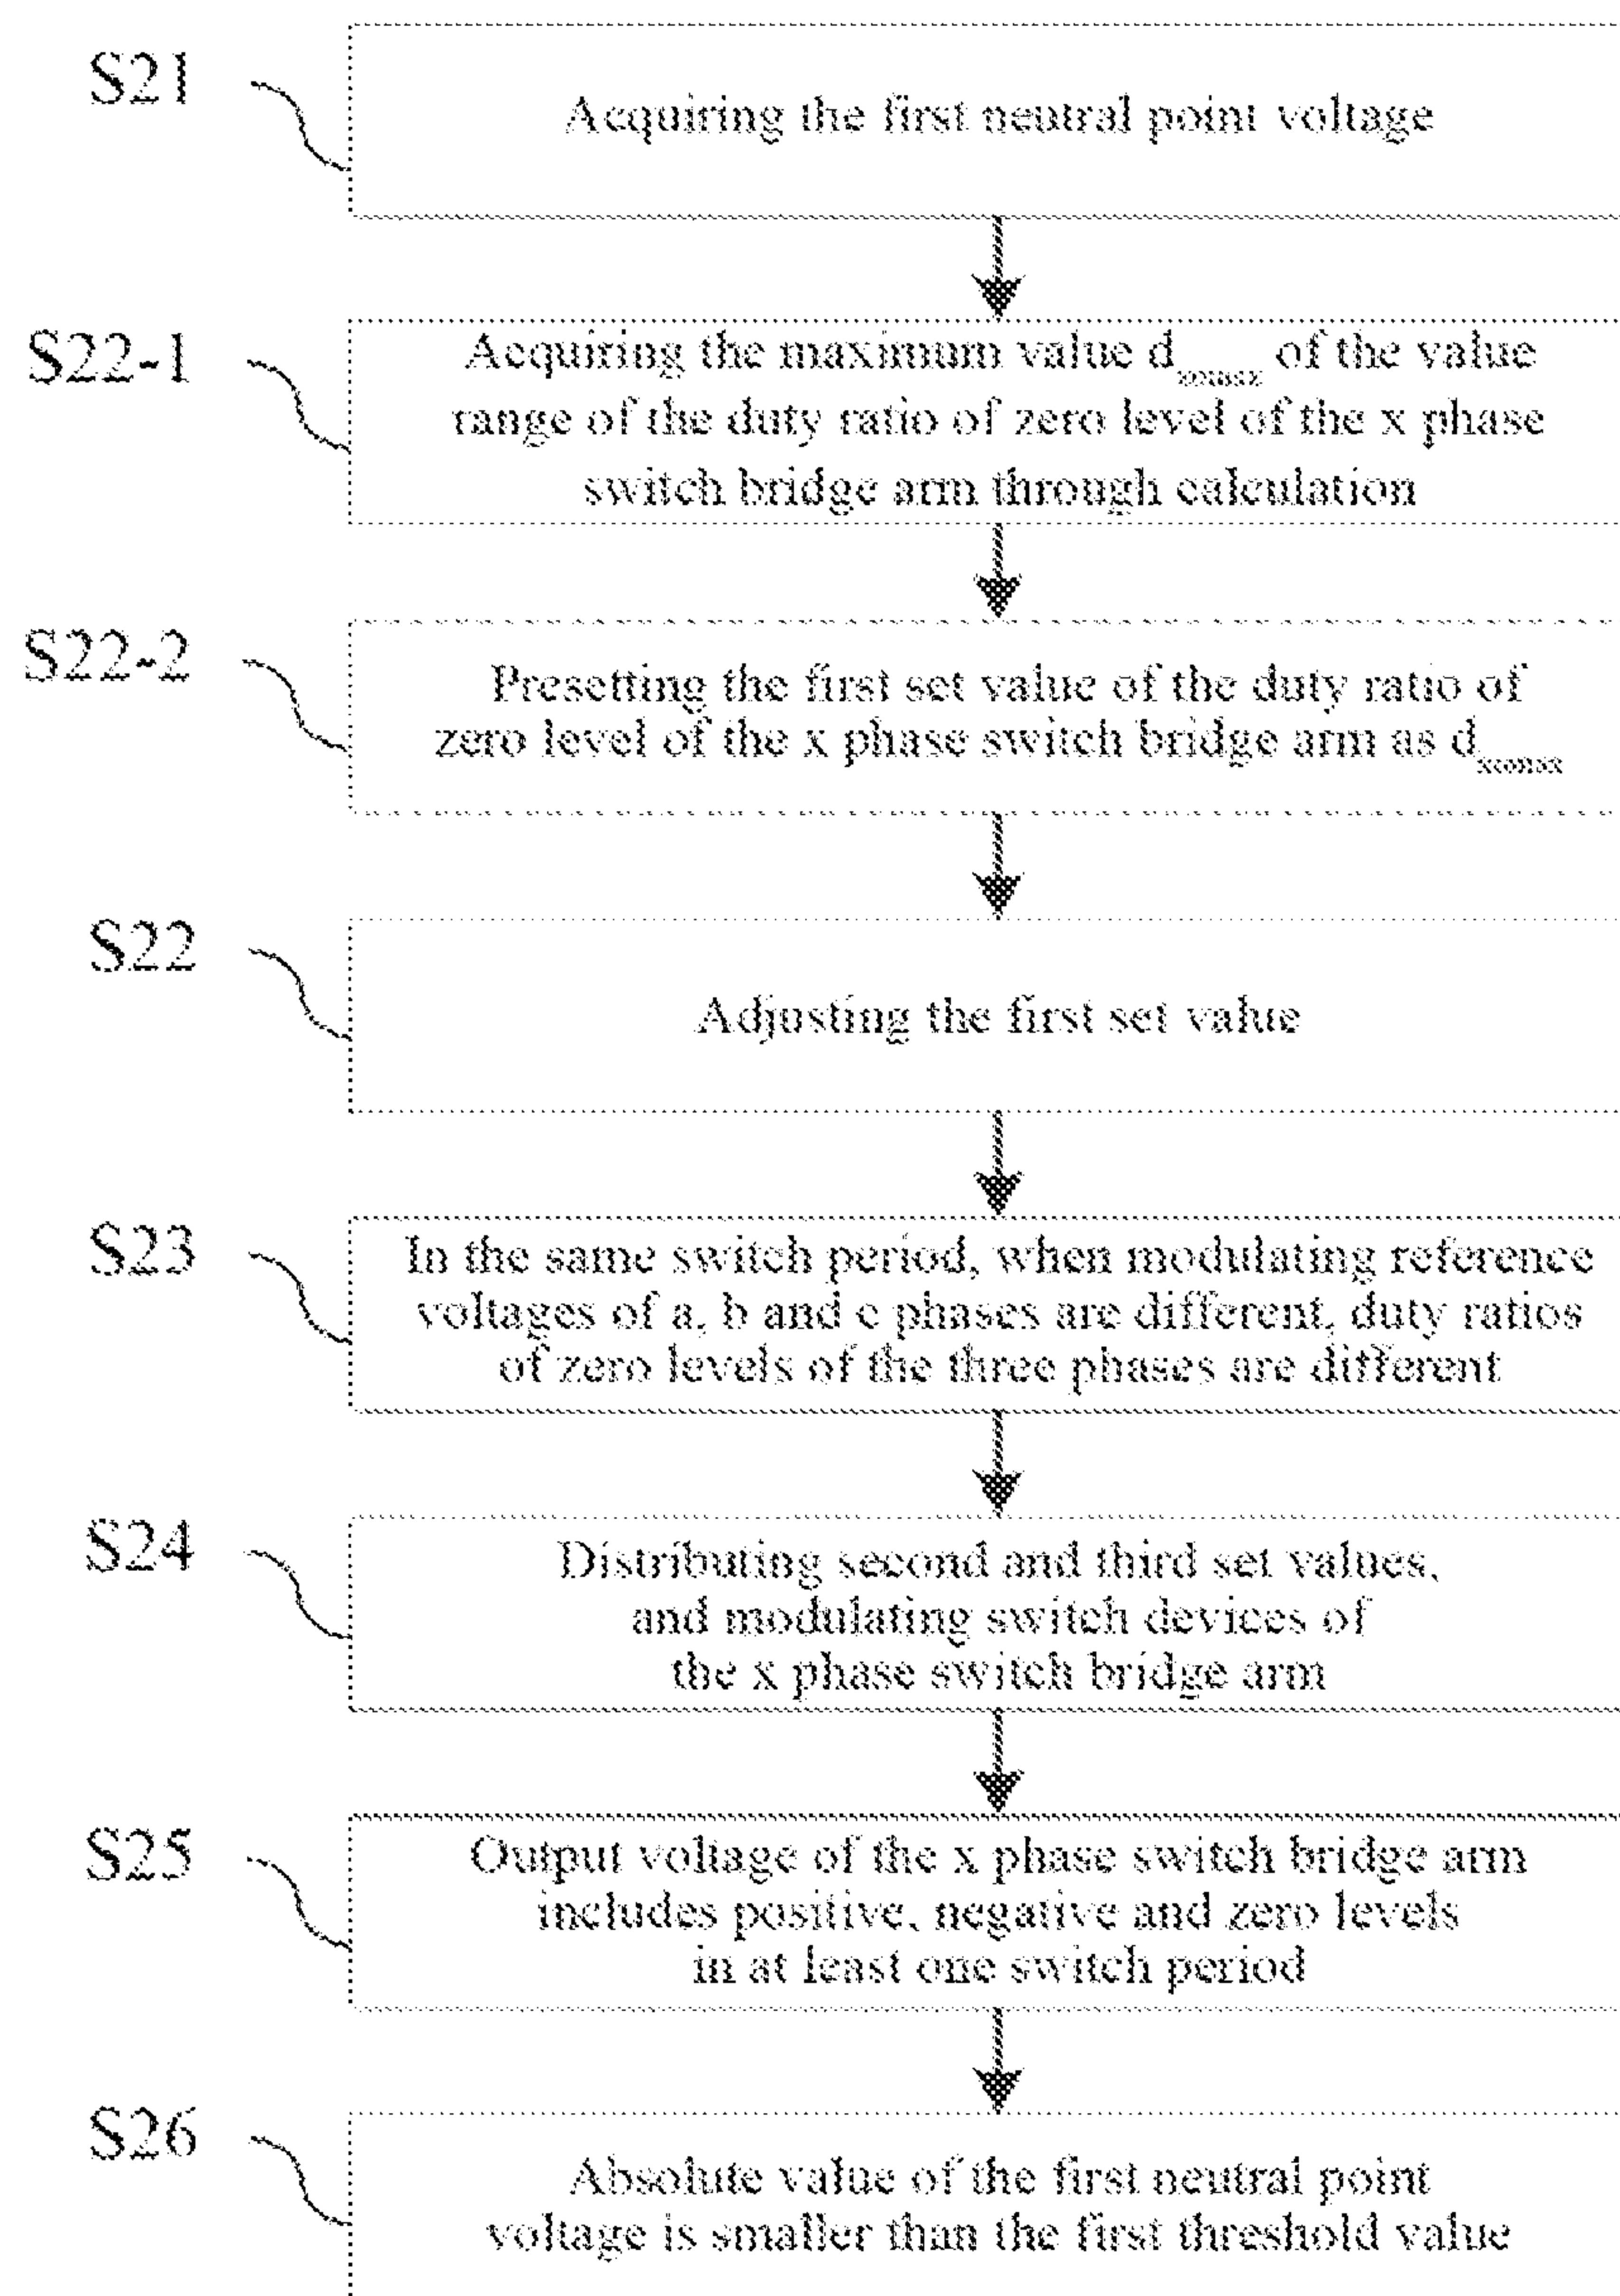 S21
Acquiring the first neutral point voltage
S22-1
Acquiring the maximum value d of the value
range of the duty ratio of zero level of the x phase
switch bridge arm through calculation
S22-2
Presetting the first set value of the duty ratio of
zero level of the x phase switch bridge arm as d
S22
Adjusting the first set value
S23
In the same switch period, when modulating reference
voltages of a, b and c phases are different, duty ratios
of zero levels of the three phases are different
S24
Distributing second and third set values,
and modulating switch devices of
the x phase switch bridge arm
S25
Output voltage of the x phase switch bridge arm
includes positive, negative and zero levels
in at least one switch period
S26
Absolute value of the first neutral point
voltage is smaller than the first threshold value